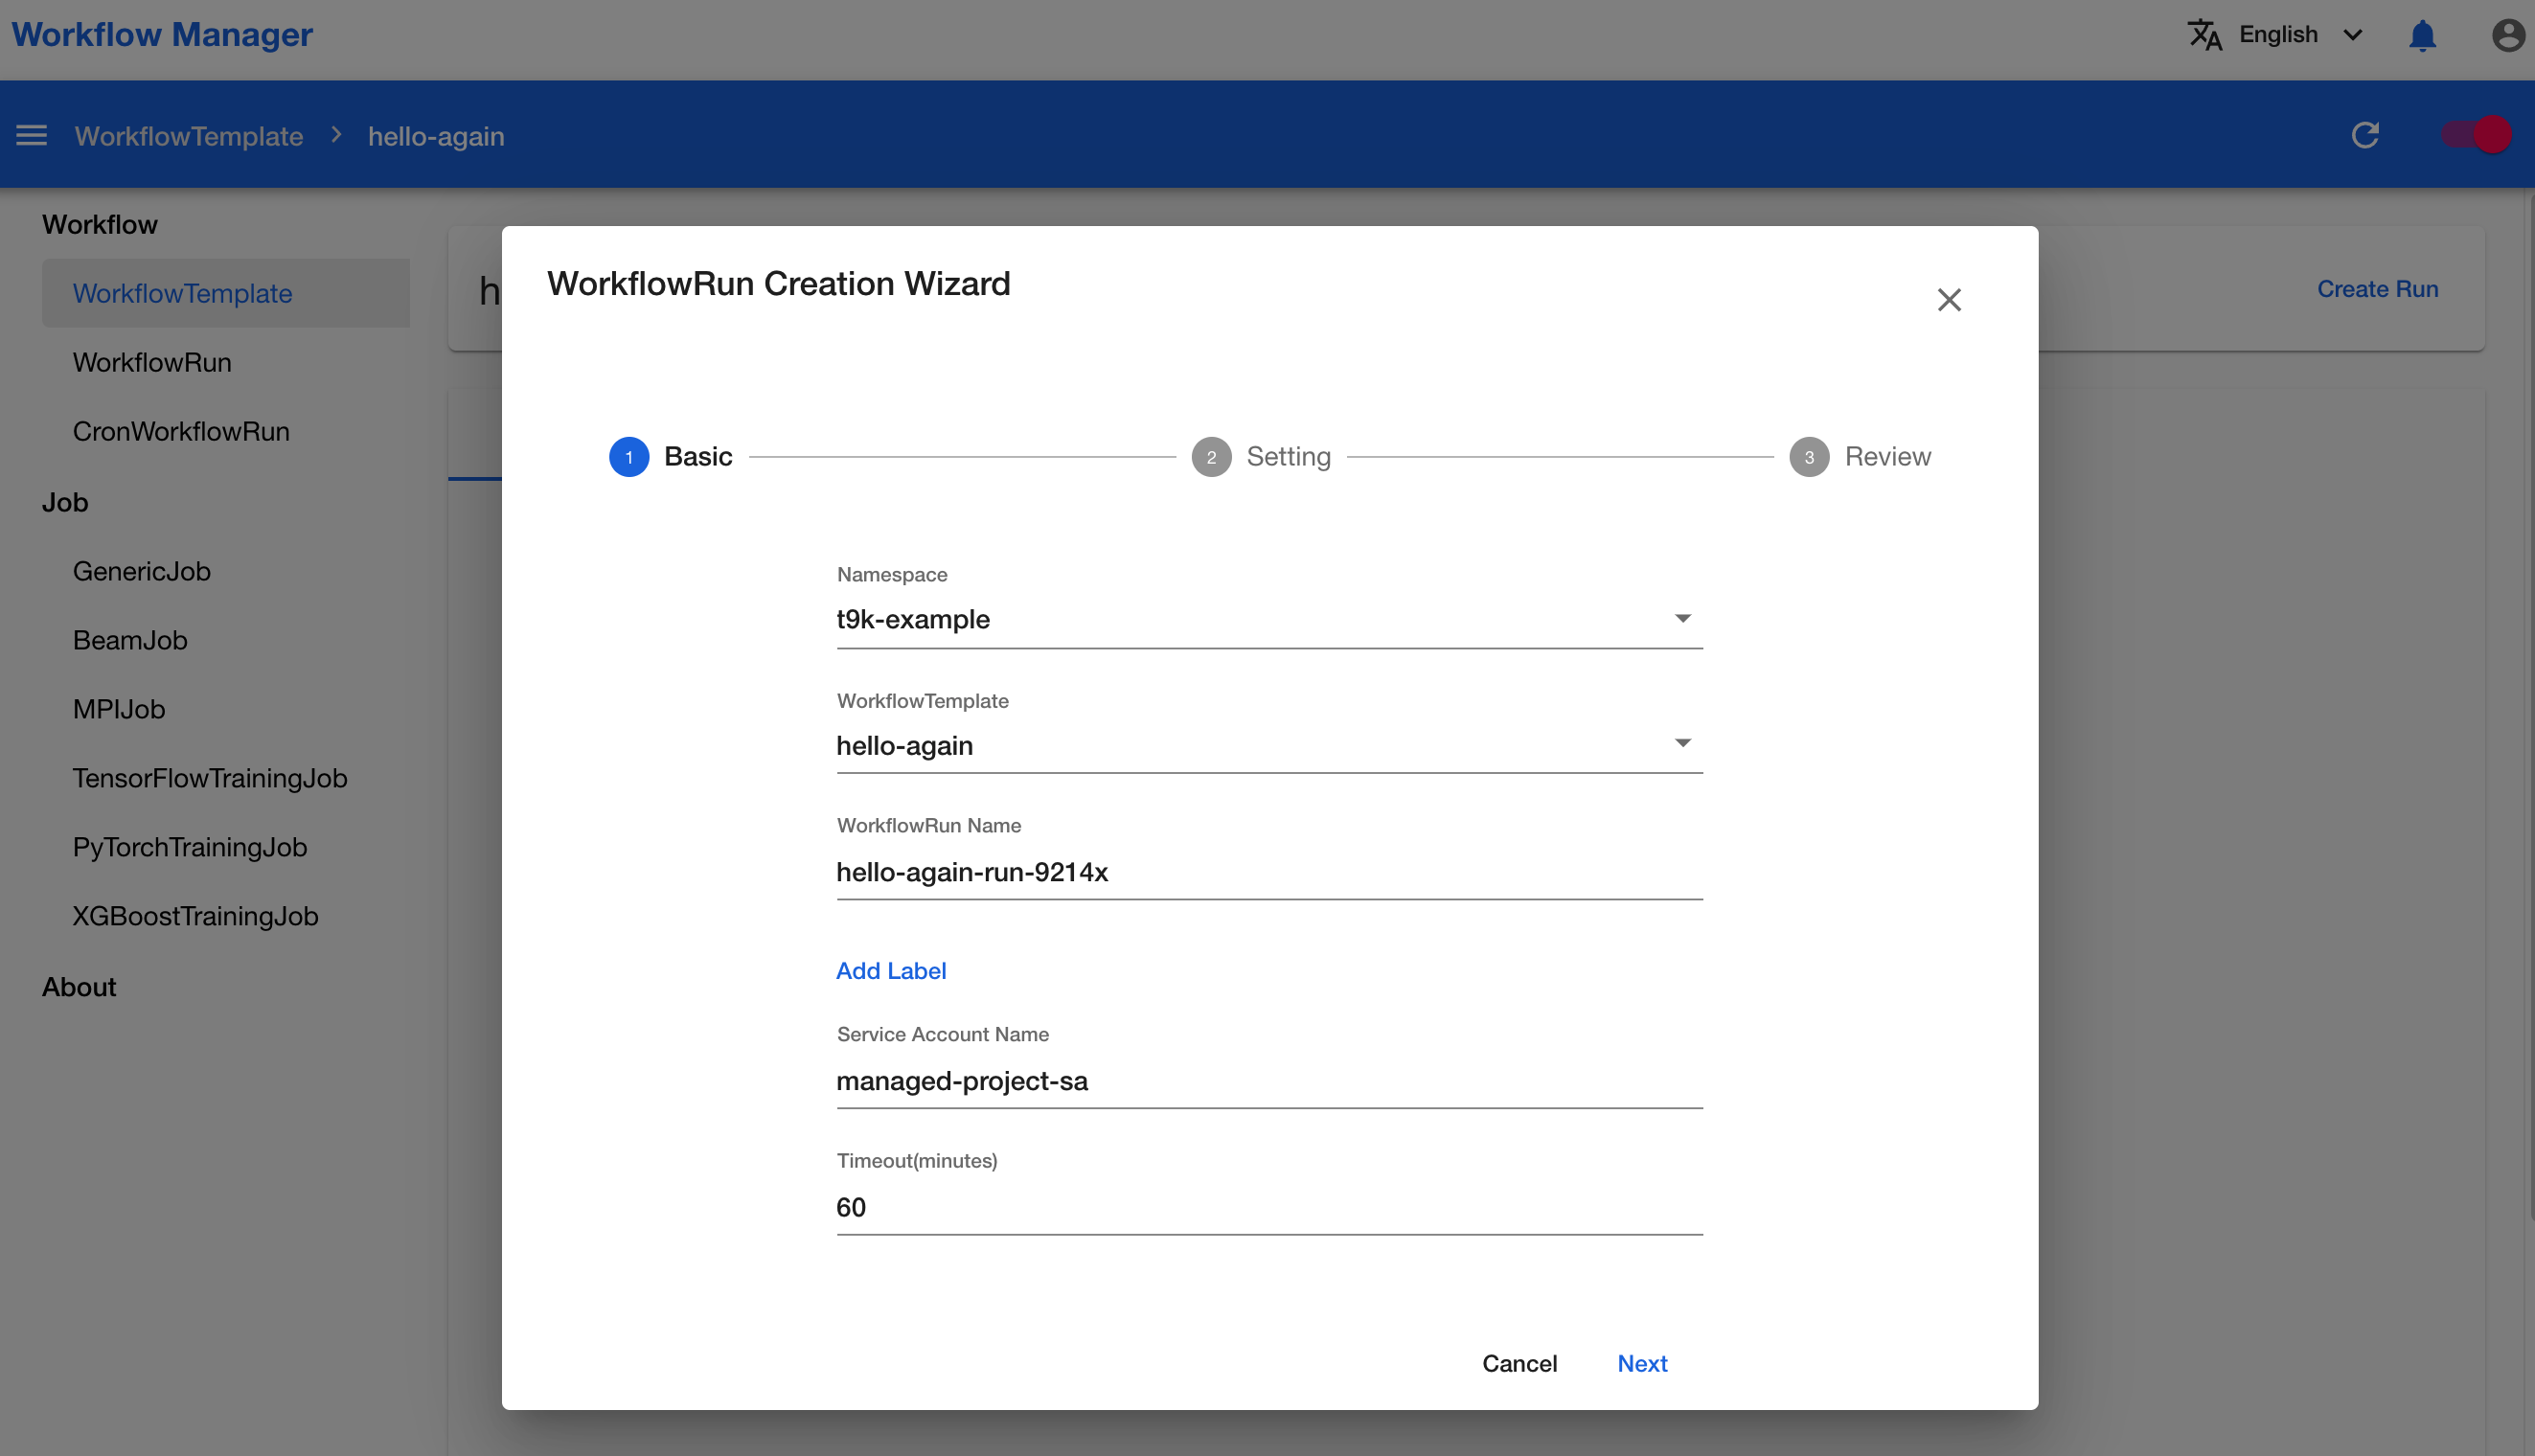 Workflow Manager
English
WorkflowTemplate > hello-again
Workflow
WorkflowTemplate
WorkflowRun
CronWorkflowRun
Job
GenericJob
BeamJob
MPIJob
TensorFlowTrainingJob
PyTorchTrainingJob
XGBoostTrainingJob
About
h
Create Run
WorkflowRun Creation Wizard
1 Basic
2 Setting
3 Review
Namespace
t9k-example
WorkflowTemplate
hello-again
WorkflowRun Name
hello-again-run-9214x
Add Label
Service Account Name
managed-project-sa
Timeout(minutes)
60
Cancel
Next